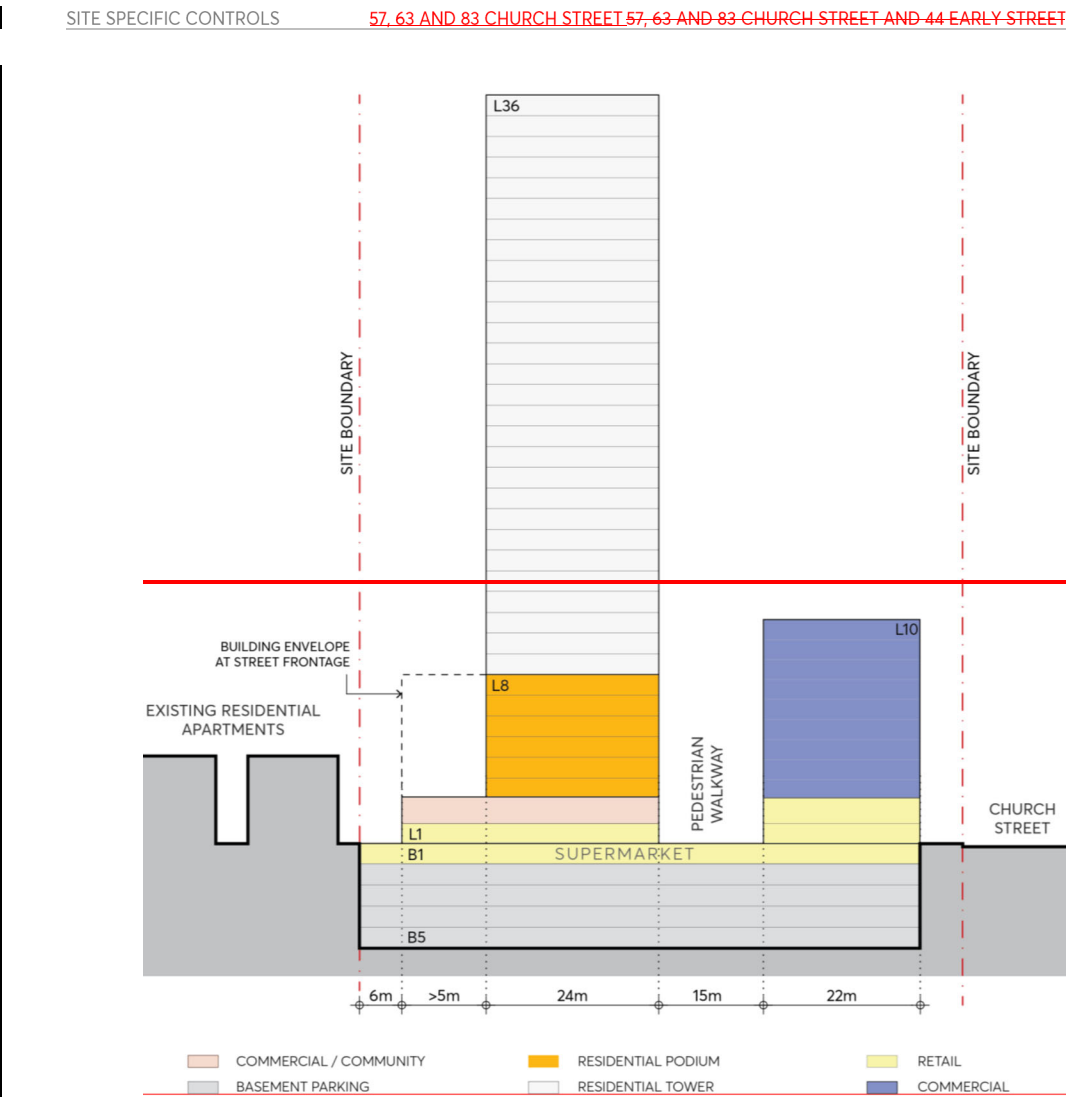 SITE SPECIFIC CONTROLS 57, 63 AND 83 CHURCH STREET 57, 63 AND 83 CHURCH STREET AND 44 EARLY STREET
L36
SITE BOUNDARY
SITE BOUNDARY
L10
BUILDING ENVELOPE
AT STREET FRONTAGE
L8
EXISTING RESIDENTIAL
APARTMENTS
PEDESTRIAN
WALKWAY
CHURCH
STREET
L1
B1
SUPERMARKET
B5
6m >5m 24m 15m 22m
COMMERCIAL / COMMUNITY RESIDENTIAL PODIUM RETAIL
BASEMENT PARKING RESIDENTIAL TOWER COMMERCIAL